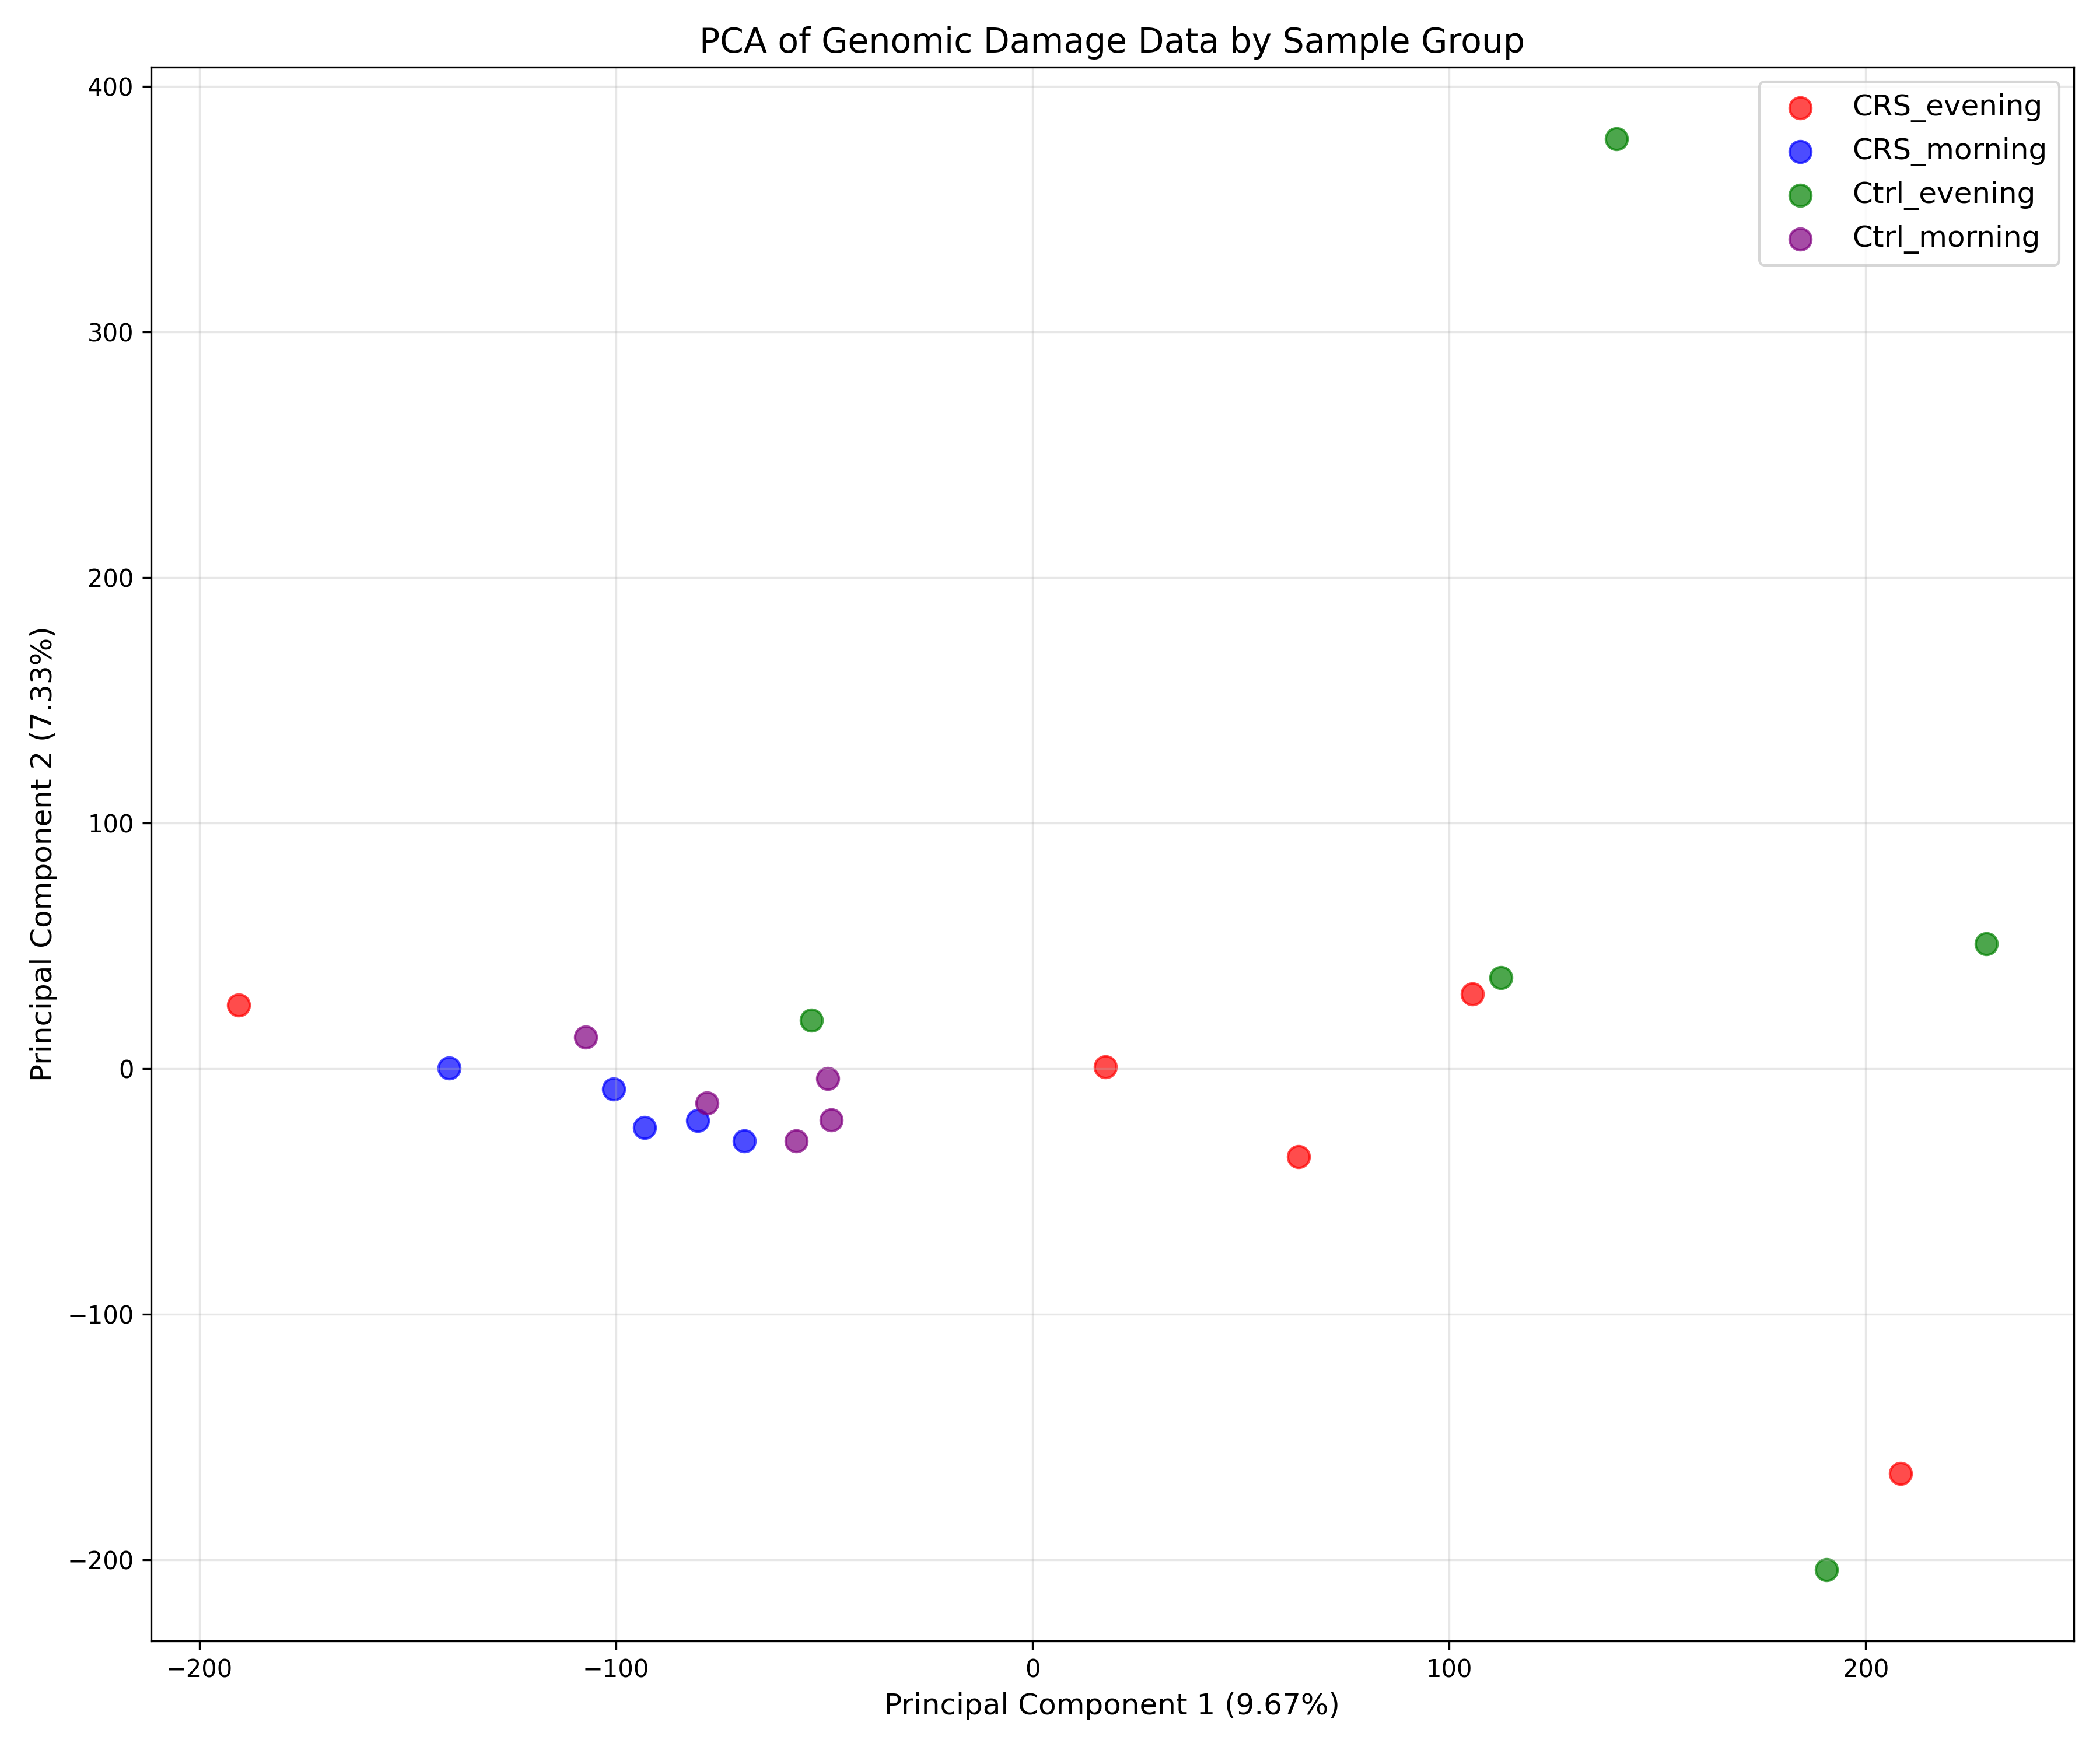 PCA of Genomic Damage Data by Sample Group
CRS_evening
CRS_morning
Ctrl_evening
Ctrl_morning
400
300
200
100
0
−100
−200
Principal Component 2 (7.33%)
−200
−100
0
100
200
Principal Component 1 (9.67%)